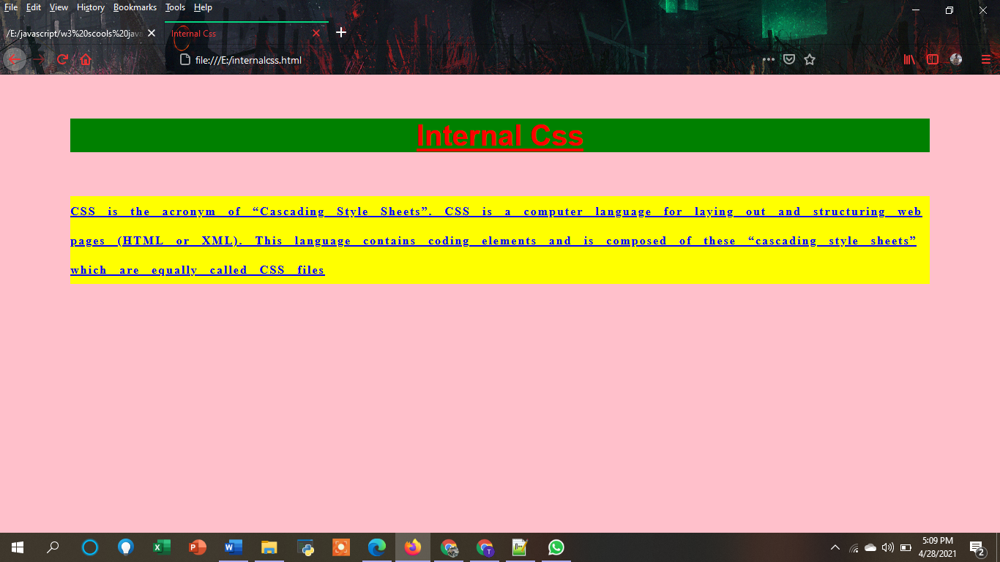 File Edit View History Bookmarks Tools Help
/E:/javascript/w3%20scools%20java
Internal Css
file:///E:/internalcss.html
Internal Css
CSS is the acronym of “Cascading Style Sheets”. CSS is a computer language for laying out and structuring web
pages (HTML or XML). This language contains coding elements and is composed of these “cascading style sheets”
which are equally called CSS files
5:09 PM
4/28/2021
2